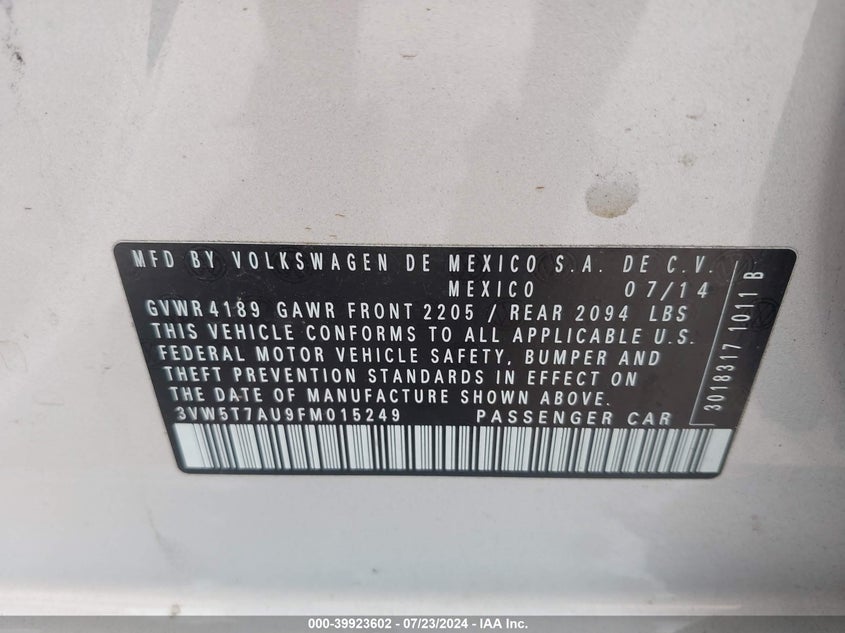 MFD BY VOLKSWAGEN DE MEXICO S.A. DE C.V.
MEXICO 07/14
GVWR 4189 GAWR FRONT 2205 / REAR 2094 LBS
THIS VEHICLE CONFORMS TO ALL APPLICABLE U.S.
FEDERAL MOTOR VEHICLE SAFETY, BUMPER AND
THEFT PREVENTION STANDARDS IN EFFECT ON
THE DATE OF MANUFACTURE SHOWN ABOVE.
3VW5T7AU9FM015249 PASSENGER CAR
3018317 1011 B
000-39923602 - 07/23/2024 - IAA Inc.